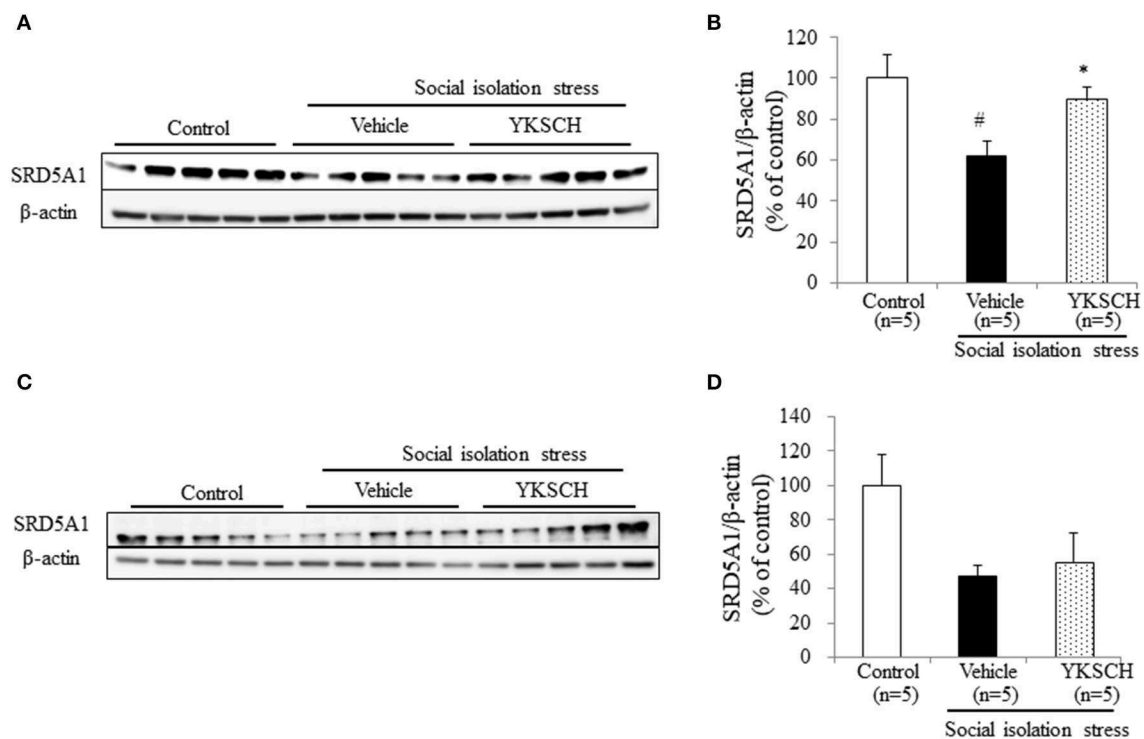 A
Social isolation stress
Control Vehicle YKSCH
SRD5A1
β-actin
B
SRD5A1/β-actin
(% of control)
120
100
80
60
40
20
0
#
*
Control Vehicle YKSCH
(n=5) (n=5) (n=5)
Social isolation stress
C
Social isolation stress
Control Vehicle YKSCH
SRD5A1
β-actin
D
SRD5A1/β-actin
(% of control)
140
120
100
80
60
40
20
0
Control Vehicle YKSCH
(n=5) (n=5) (n=5)
Social isolation stress